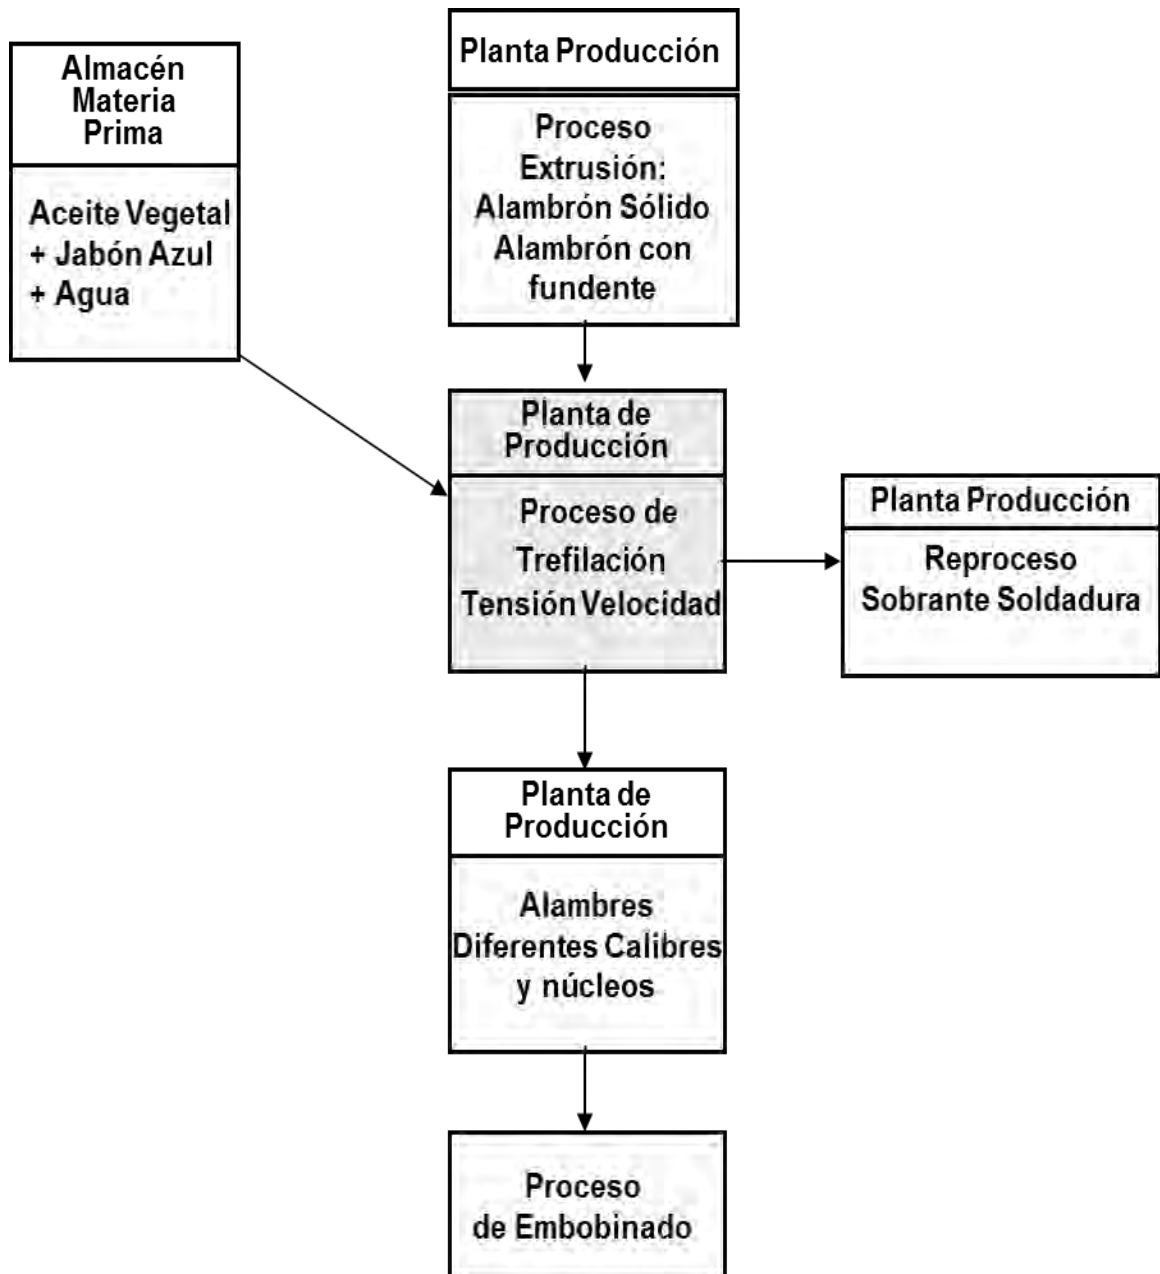 Almacén
Materia
Prima
Aceite Vegetal
+ Jabón Azul
+ Agua
Planta Producción
Proceso
Extrusión:
Alambrón Sólido
Alambrón con
fundente
Planta de
Producción
Proceso de
Trefilación
Tensión Velocidad
Planta Producción
Reproceso
Sobrante Soldadura
Planta de
Producción
Alambres
Diferentes Calibres
y núcleos
Proceso
de Embobinado